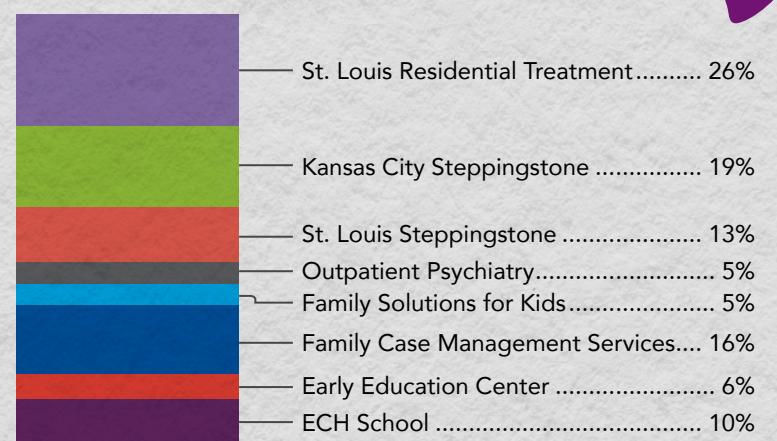 St. Louis Residential Treatment.......... 26%
Kansas City Steppingstone ................ 19%
St. Louis Steppingstone ..................... 13%
Outpatient Psychiatry........................... 5%
Family Solutions for Kids...................... 5%
Family Case Management Services.... 16%
Early Education Center ........................ 6%
ECH School ........................................ 10%